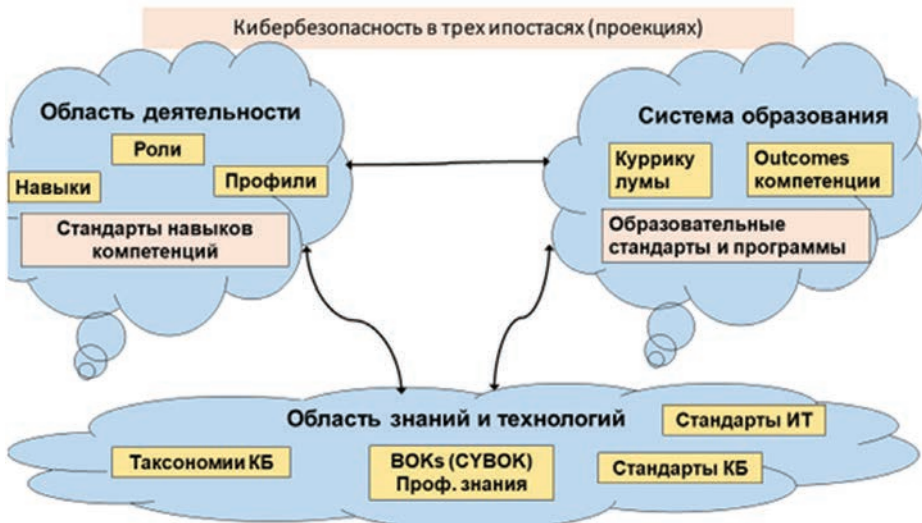 Кибербезопасность в трех ипостасях (проекциях)
Область деятельности
Роли
Навыки
Профили
Стандарты навыков
компетенций
Система образования
Куррику
лумы
Outcomes
компетенции
Образовательные
стандарты и программы
Область знаний и технологий
Стандарты ИТ
Таксономии КБ
BOKs (CYBOK)
Проф. знания
Стандарты КБ